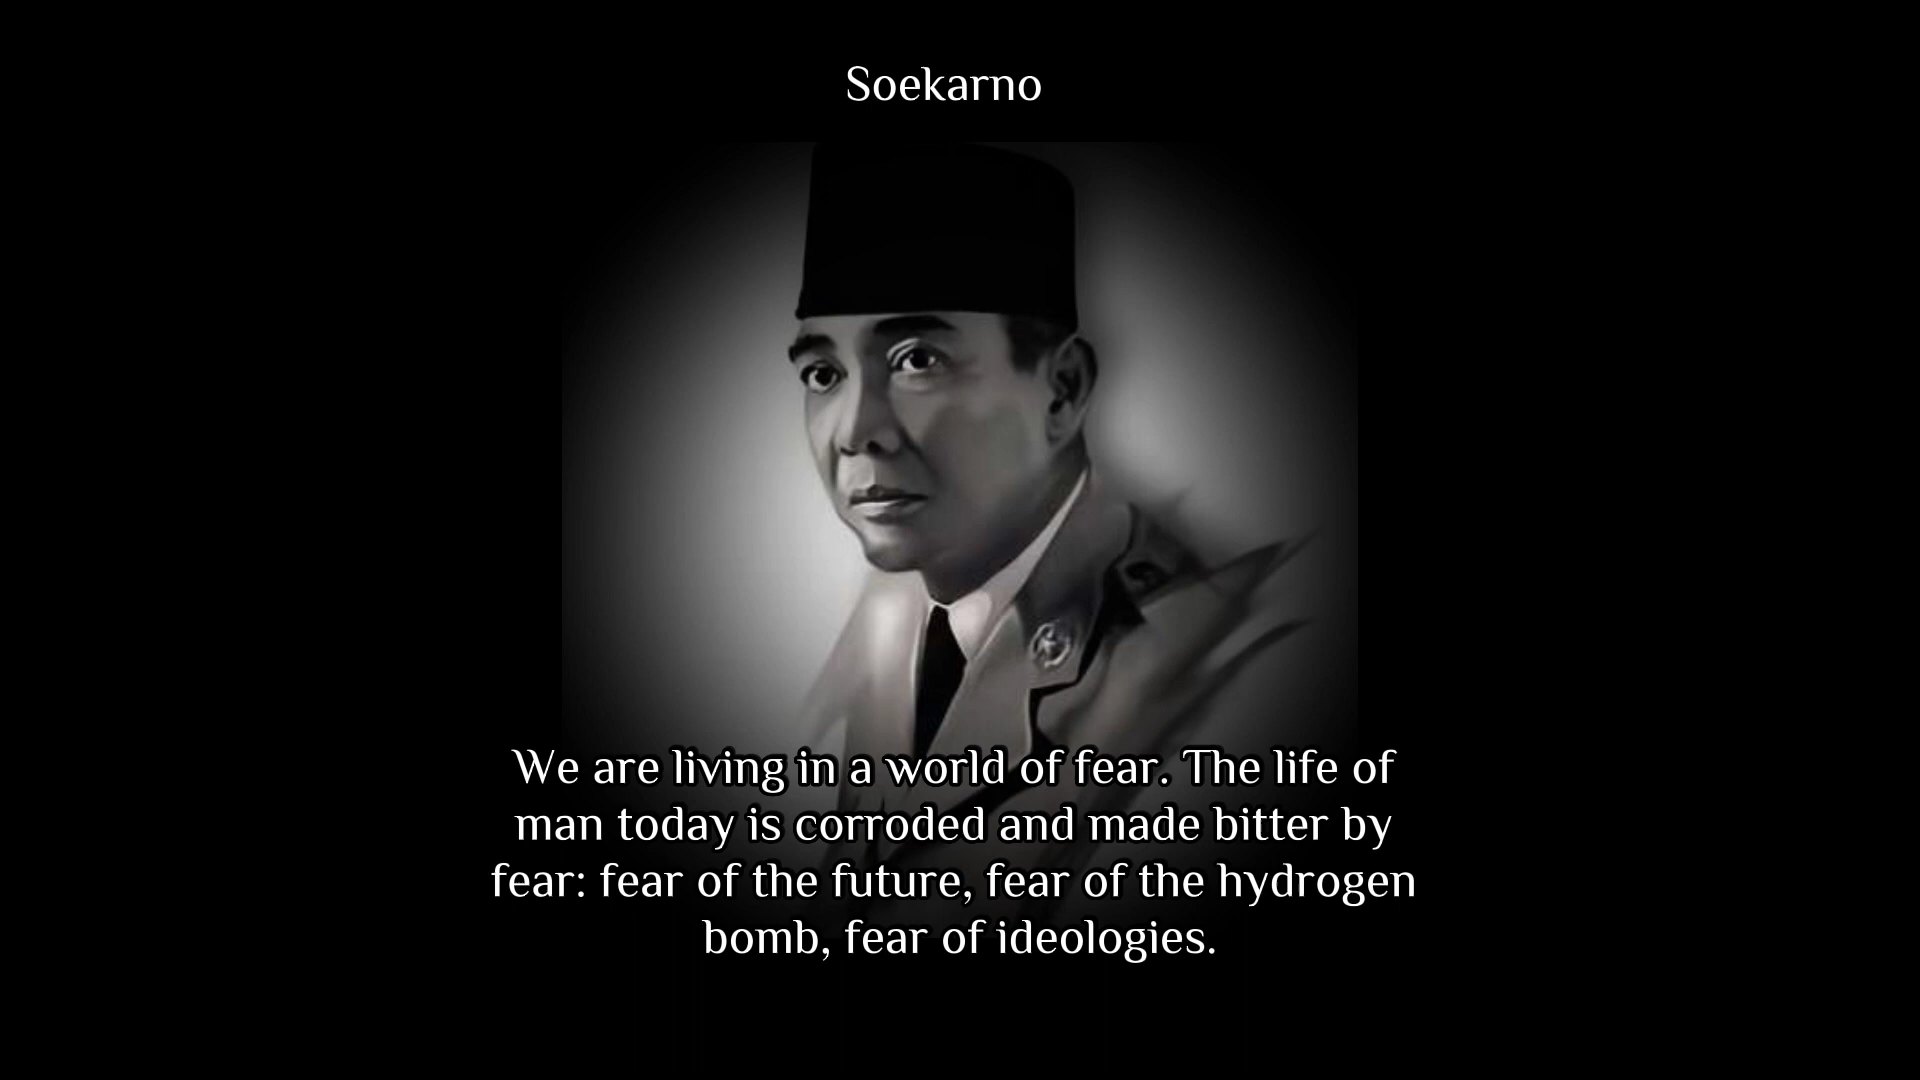 Soekarno
We are living in a world of fear. The life of
man today is corroded and made bitter by
fear: fear of the future, fear of the hydrogen
bomb, fear of ideologies.